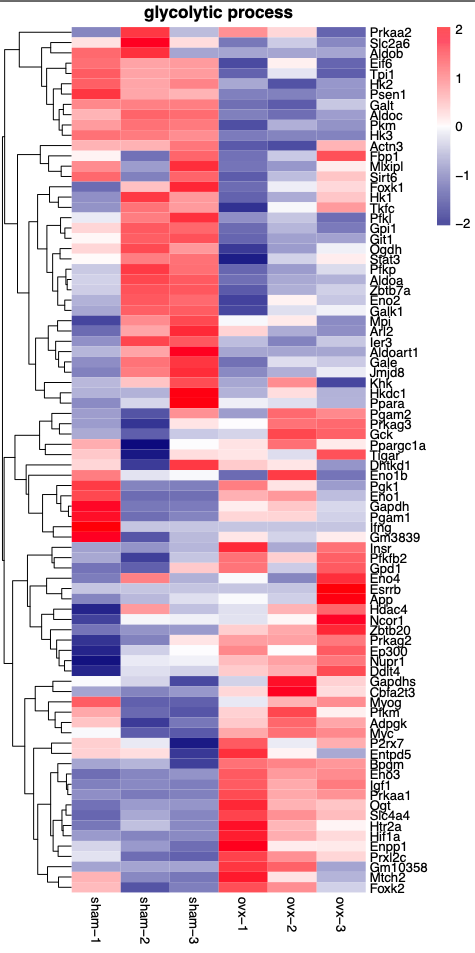 glycolytic process
Prkaa2
Slc2a6
Aldob
Eif6
Tpi1
Hk2
Psen1
Galt
Aldoc
Pkm
Hk3
Actn3
Fbp1
Mlxipl
Sirt6
Foxk1
Hk1
Tkfc
Pfkl
Gpi1
Git1
Ogdh
Stat3
Pfkp
Aldoa
Zbtb7a
Eno2
Galk1
Mpi
Arl2
Ier3
Aldoart1
Gale
Jmjd8
Khk
Hkdc1
Ppara
Pgam2
Prkag3
Gck
Ppargc1a
Tigar
Dhtkd1
Eno1b
Pgk1
Eno1
Gapdh
Pgam1
Ifng
Gm3839
Insr
Pfkfb2
Gpd1
Eno4
Esrrb
App
Hdac4
Ncor1
Zbtb20
Prkag2
Ep300
Nupr1
Ddit4
Gapdhs
Cbfa2t3
Myog
Pfkm
Adpgk
Myc
P2rx7
Entpd5
Bpgm
Eno3
Igf1
Prkaa1
Ogt
Slc4a4
Htr2a
Hif1a
Enpp1
Prxl2c
Gm10358
Mtch2
Foxk2
2
1
0
−1
−2
sham−1
sham−2
sham−3
ovx−1
ovx−2
ovx−3